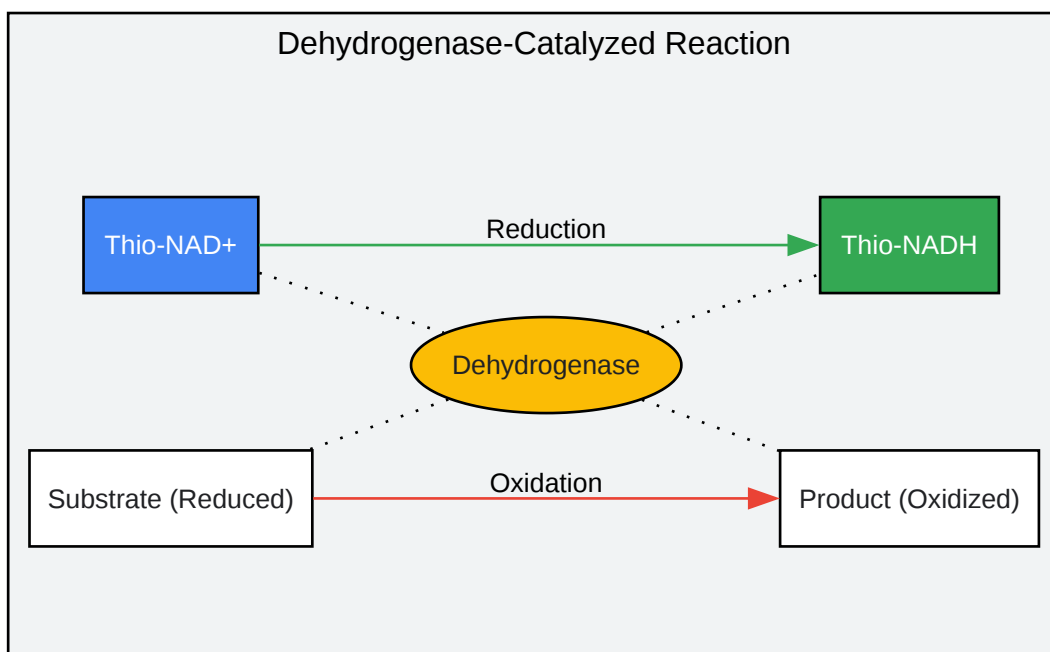 Dehydrogenase-Catalyzed Reaction
Thio-NAD+
Reduction
Thio-NADH
Dehydrogenase
Substrate (Reduced)
Oxidation
Product (Oxidized)